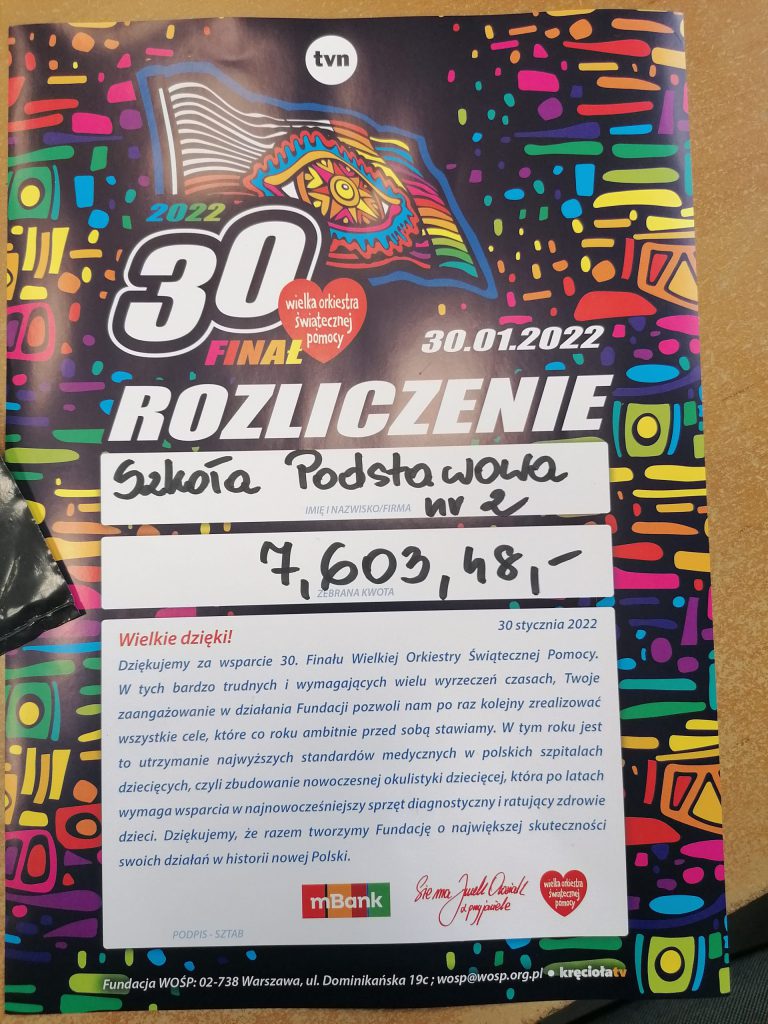 tvn
2022
30
FINAŁ
wielka orkiestra
świątecznej
pomocy
30.01.2022
ROZLICZENIE
Szkoła Podstawowa
nr 2
IMIĘ I NAZWISKO/FIRMA
7,603,48,-
ZEBRANA KWOTA
30 stycznia 2022
Wielkie dzięki!
Dziękujemy za wsparcie 30. Finału Wielkiej Orkiestry Świątecznej Pomocy.
W tych bardzo trudnych i wymagających wielu wyrzeczeń czasach, Twoje
zaangażowanie w działania Fundacji pozwoli nam po raz kolejny zrealizować
wszystkie cele, które co roku ambitnie przed sobą stawiamy. W tym roku jest
to utrzymanie najwyższych standardów medycznych w polskich szpitalach
dziecięcych, czyli zbudowanie nowoczesnej okulistyki dziecięcej, która po latach
wymaga wsparcia w najnowocześniejszy sprzęt diagnostyczny i ratujący zdrowie
dzieci. Dziękujemy, że razem tworzymy Fundację o największej skuteczności
swoich działań w historii nowej Polski.
mBank
Sie ma Jurek Owsiak
z przyjaciele
wielka orkiestra
świątecznej
pomocy
PODPIS - SZTAB
Fundacja WOŚP: 02-738 Warszawa, ul. Dominikańska 19c ; wosp@wosp.org.pl • kręciołatv